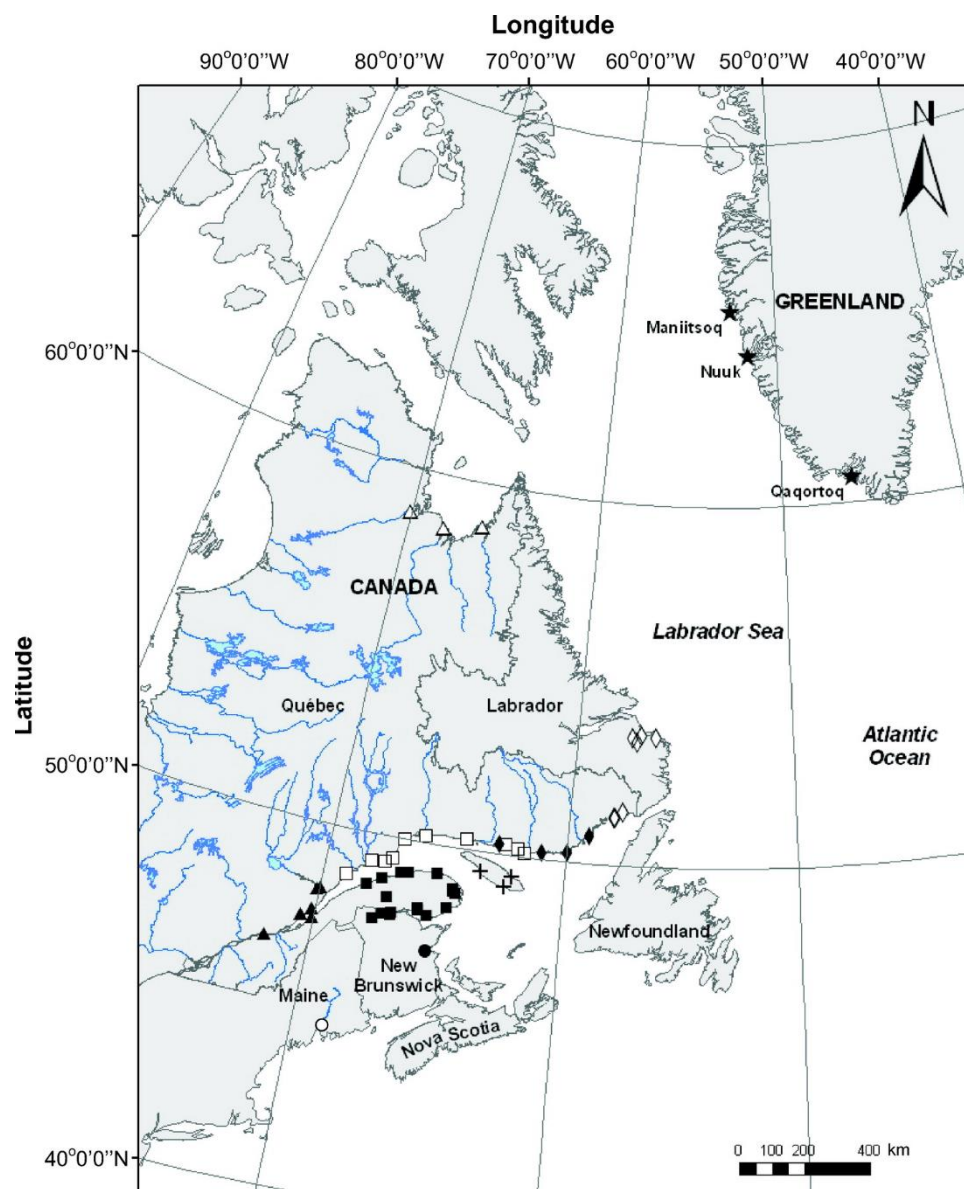 Longitude
90°0'0"W 80°0'0"W 70°0'0"W 60°0'0"W 50°0'0"W 40°0'0"W
N
GREENLAND
Maniitsoq
60°0'0"N
Nuuk
Qaqortoq
CANADA
Labrador Sea
Latitude
Québec
Labrador
Atlantic
Ocean
50°0'0"N
Newfoundland
New
Brunswick
Maine
Nova Scotia
40°0'0"N
0 100 200 400 km